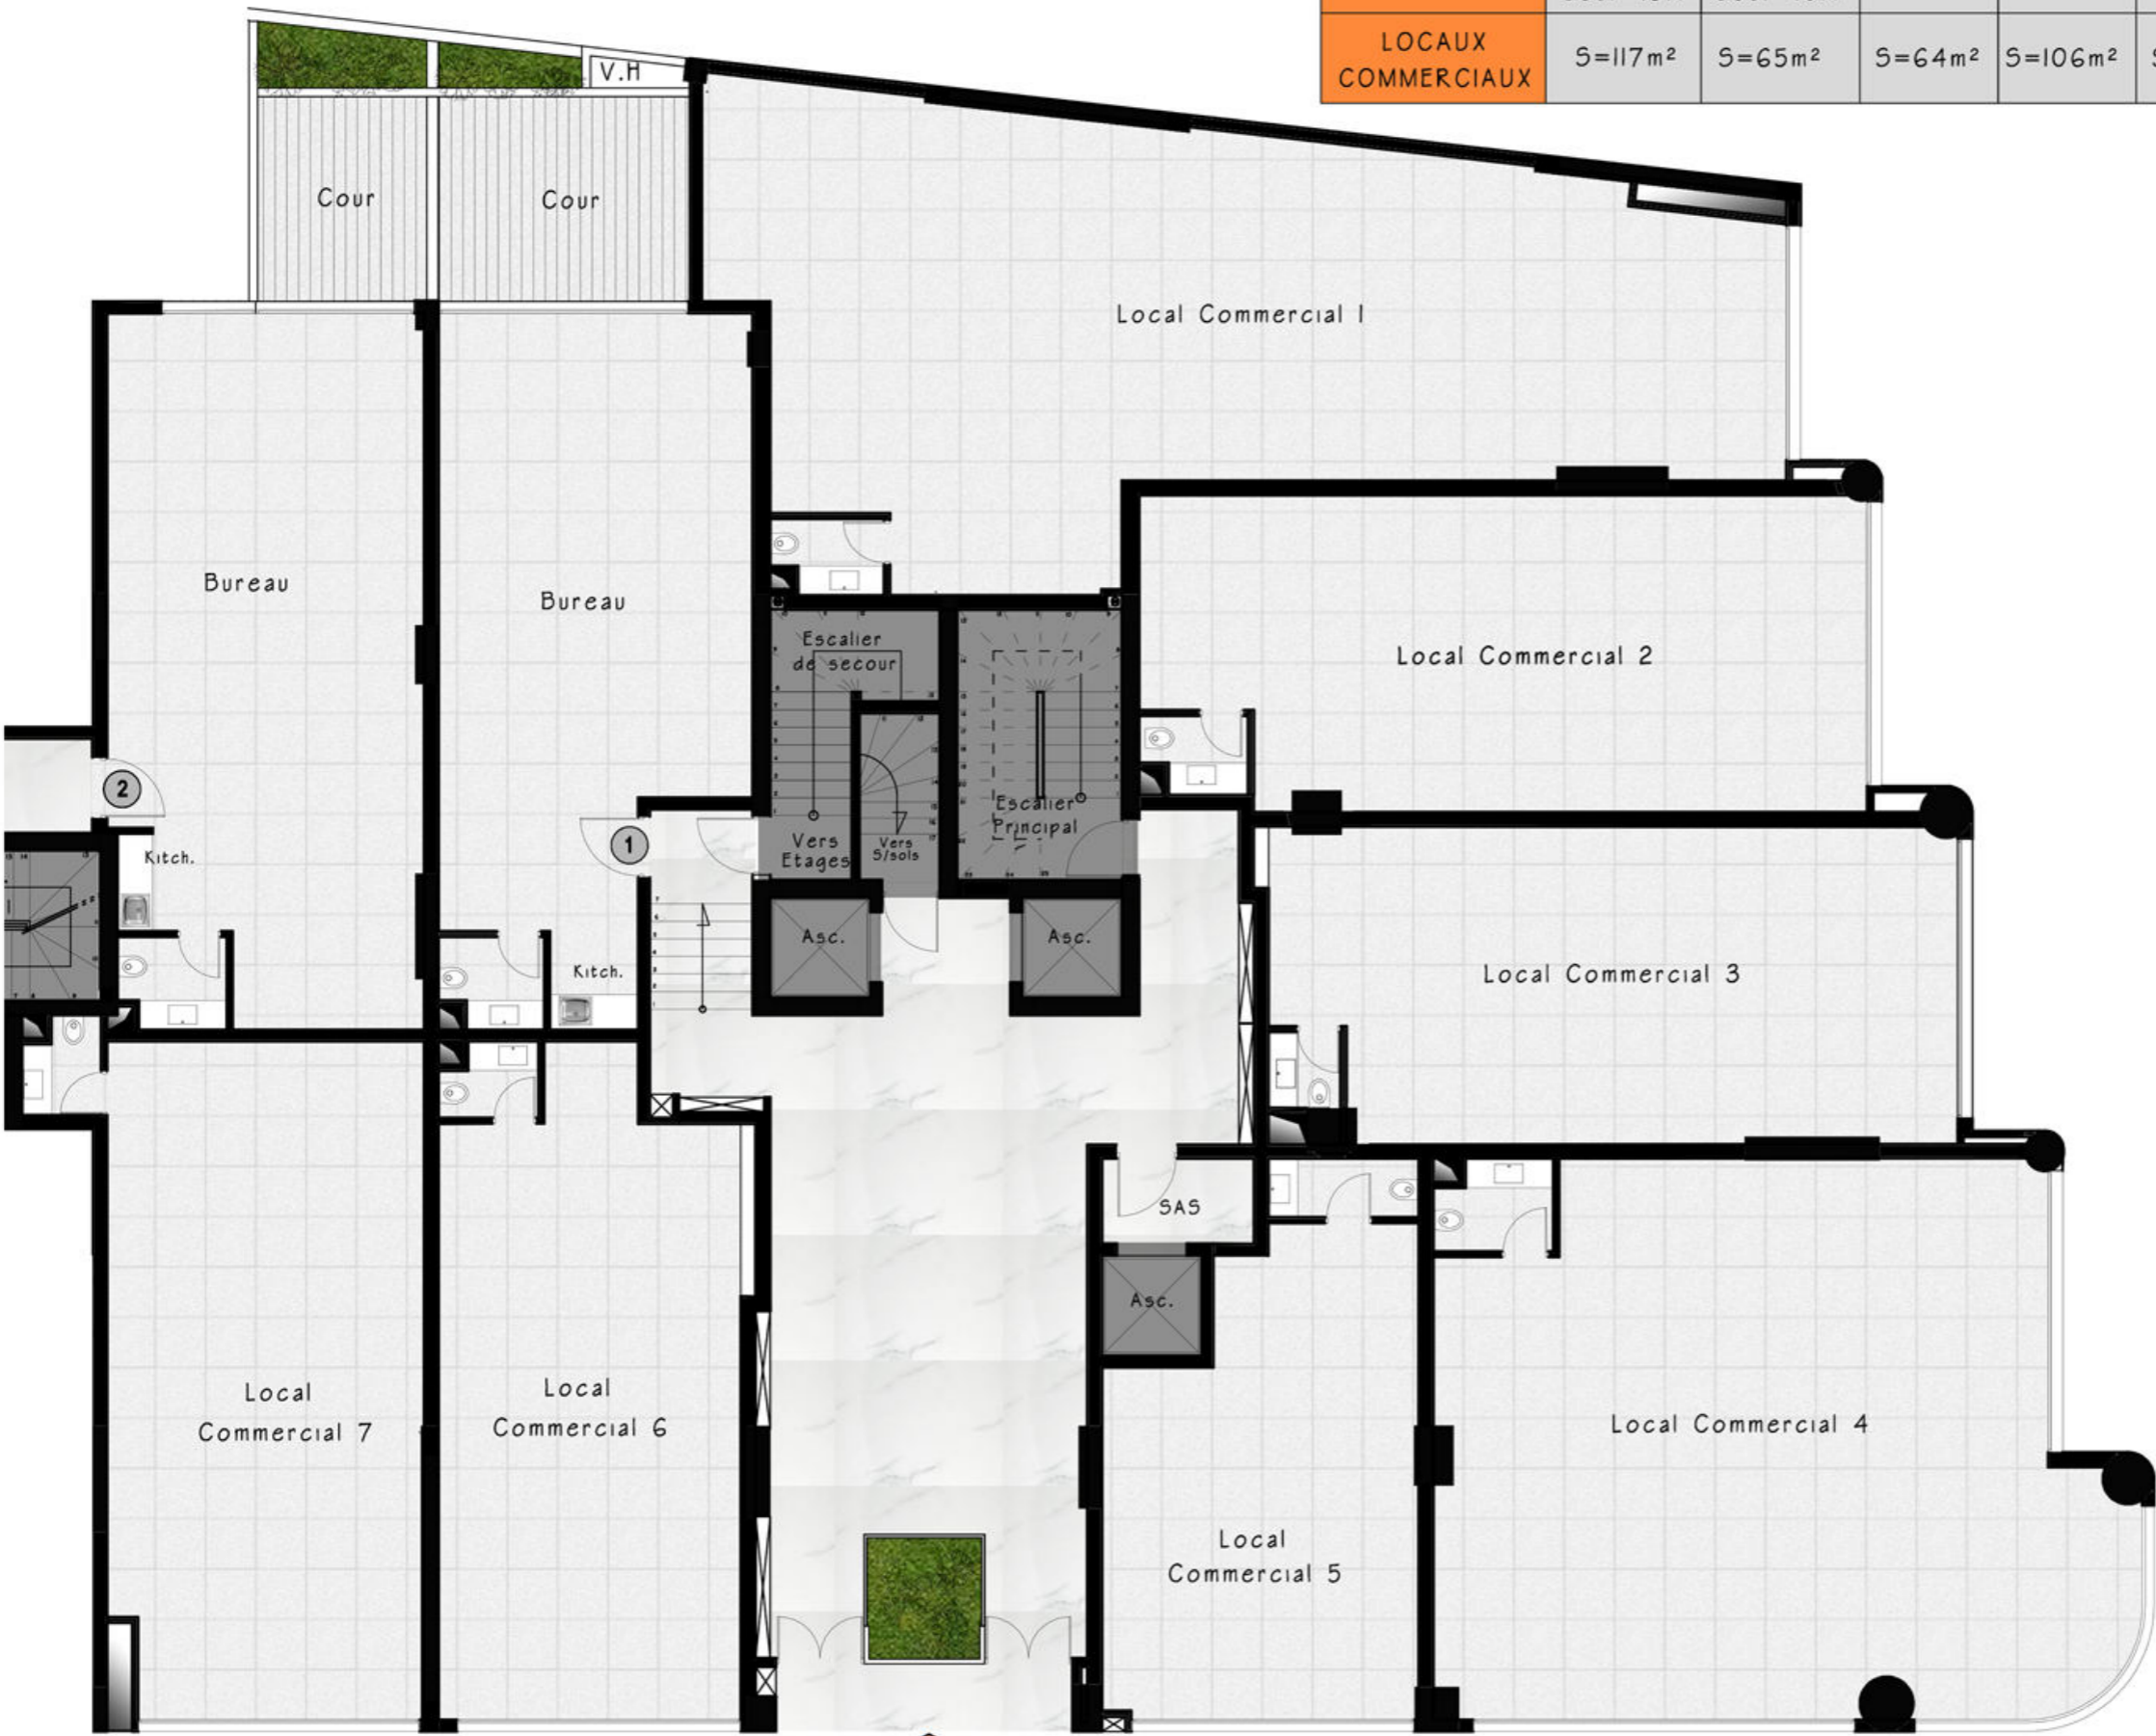 LOCAUX
COMMERCIAUX
S=117m²
S=65m²
S=64m²
S=106m²
V.H
Cour
Cour
Local Commercial 1
Bureau
Bureau
Escalier
de secour
Local Commercial 2
2
Escalier
Principal
1
Vers
Etages
Vers
S/sols
Kitch.
Asc.
Asc.
Kitch.
Local Commercial 3
SAS
Asc.
Local
Commercial 7
Local
Commercial 6
Local Commercial 4
Local
Commercial 5